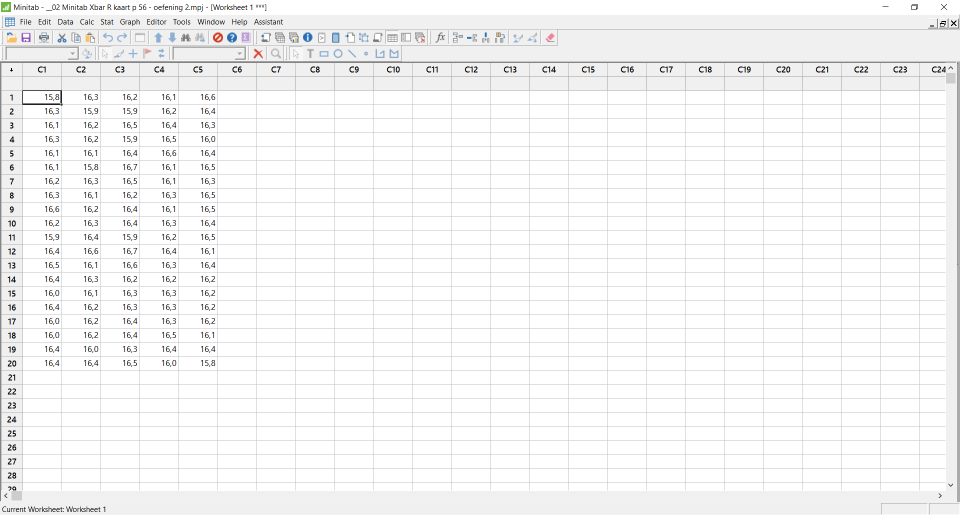 Minitab - __02 Minitab Xbar R kaart p 56 - oefening 2.mpj - [Worksheet 1 ***]
File Edit Data Calc Stat Graph Editor Tools Window Help Assistant
C1 C2 C3 C4 C5 C6 C7 C8 C9 C10 C11 C12 C13 C14 C15 C16 C17 C18 C19 C20 C21 C22 C23 C24
1 15,8 16,3 16,2 16,1 16,6
2 16,3 15,9 15,9 16,2 16,4
3 16,1 16,2 16,5 16,4 16,3
4 16,3 16,2 15,9 16,5 16,0
5 16,1 16,1 16,4 16,6 16,4
6 16,1 15,8 16,7 16,1 16,5
7 16,2 16,3 16,5 16,1 16,3
8 16,3 16,1 16,2 16,3 16,5
9 16,6 16,2 16,4 16,1 16,5
10 16,2 16,3 16,4 16,3 16,4
11 15,9 16,4 15,9 16,2 16,5
12 16,4 16,6 16,7 16,4 16,1
13 16,5 16,1 16,6 16,3 16,4
14 16,4 16,3 16,2 16,2 16,2
15 16,0 16,1 16,3 16,3 16,2
16 16,4 16,2 16,3 16,3 16,2
17 16,0 16,2 16,4 16,3 16,2
18 16,0 16,2 16,4 16,5 16,1
19 16,4 16,0 16,3 16,4 16,4
20 16,4 16,4 16,5 16,0 15,8
21
22
23
24
25
26
27
28
29
Current Worksheet: Worksheet 1